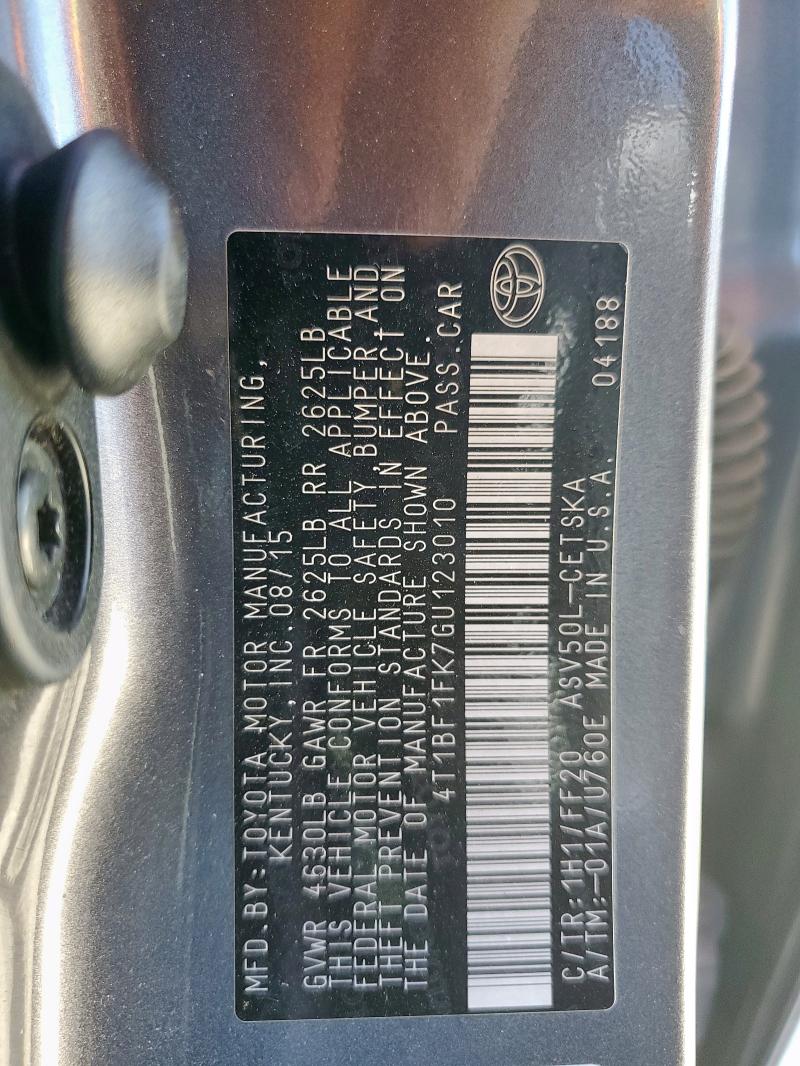 MFD.BY:TOYOTA MOTOR MANUFACTURING,
, KENTUCKY, INC. 08/15
GVWR 4630LB GAWR FR 2625LB RR 2625LB
THIS VEHICLE CONFORMS TO ALL APPLICABLE
FEDERAL MOTOR VEHICLE SAFETY, BUMPER, AND
THEFT PREVENTION STANDARDS IN EFFECT ON
THE DATE OF MANUFACTURE SHOWN ABOVE.
4T1BF1FK7GU123010 PASS.CAR
C/TR:1H1/FF20 ASV50L-CETSKA
A/TM:-01A/U760E MADE IN U.S.A. 04188